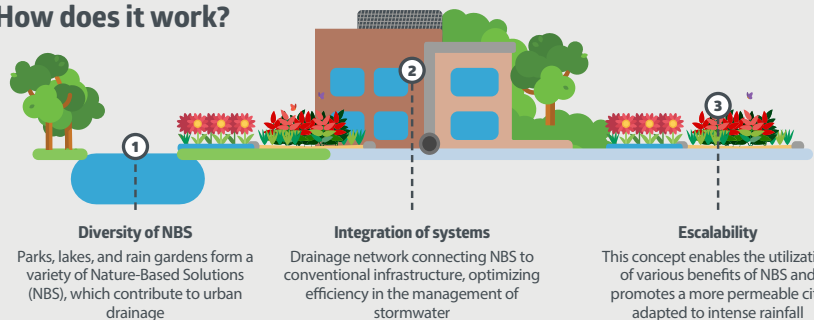 How does it work?
1
2
3
Diversity of NBS
Parks, lakes, and rain gardens form a
variety of Nature-Based Solutions
(NBS), which contribute to urban
drainage
Integration of systems
Drainage network connecting NBS to
conventional infrastructure, optimizing
efficiency in the management of
stormwater
Escalability
This concept enables the
of various benefits of NBS and
promotes a more permeable
adapted to intense rainfall